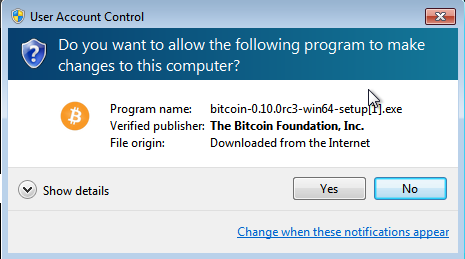 User Account Control
Do you want to allow the following program to make
changes to this computer?
Program name: bitcoin-0.10.0rc3-win64-setup[1].exe
Verified publisher: The Bitcoin Foundation, Inc.
File origin: Downloaded from the Internet
Show details
Yes
No
Change when these notifications appear